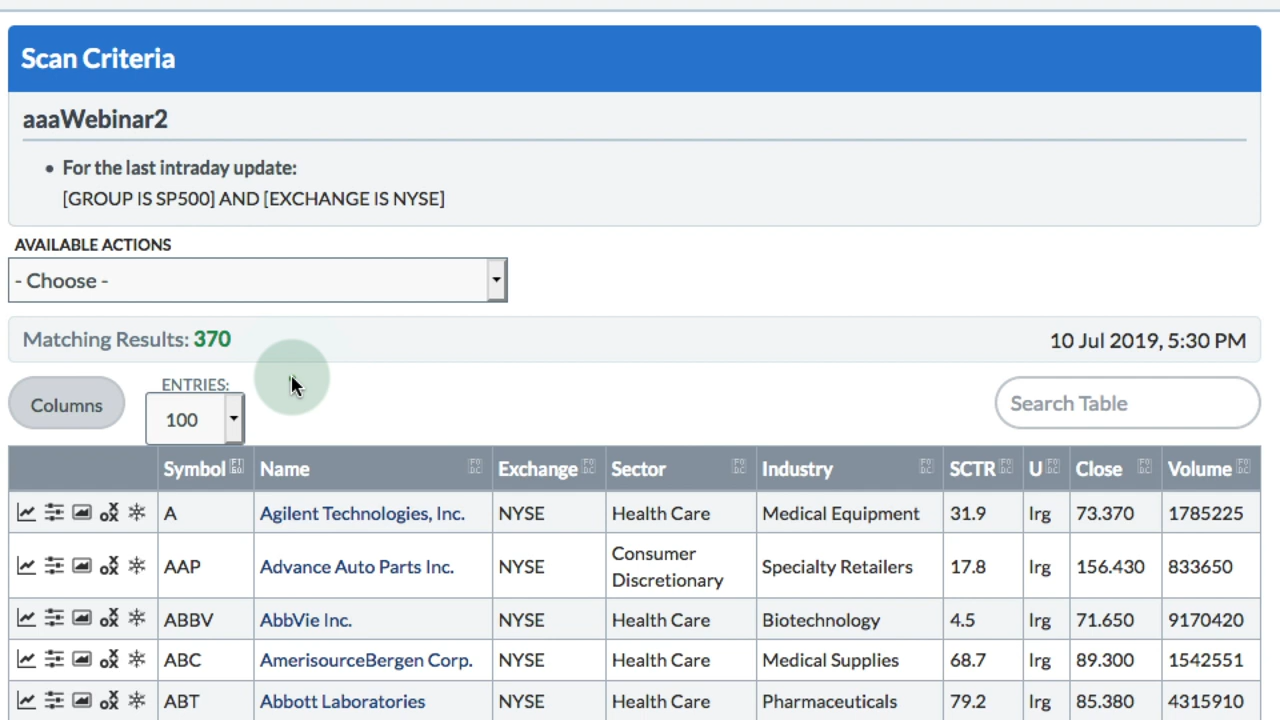 Scan Criteria
aaaWebinar2
• For the last intraday update:
[GROUP IS SP500] AND [EXCHANGE IS NYSE]
AVAILABLE ACTIONS
- Choose -
Matching Results: 370 10 Jul 2019, 5:30 PM
Columns ENTRIES: 100 Search Table
Symbol Name Exchange Sector Industry SCTR U Close Volume
A Agilent Technologies, Inc. NYSE Health Care Medical Equipment 31.9 lrg 73.370 1785225
AAP Advance Auto Parts Inc. NYSE Consumer Discretionary Specialty Retailers 17.8 lrg 156.430 833650
ABBV AbbVie Inc. NYSE Health Care Biotechnology 4.5 lrg 71.650 9170420
ABC AmerisourceBergen Corp. NYSE Health Care Medical Supplies 68.7 lrg 89.300 1542551
ABT Abbott Laboratories NYSE Health Care Pharmaceuticals 79.2 lrg 85.380 4315910